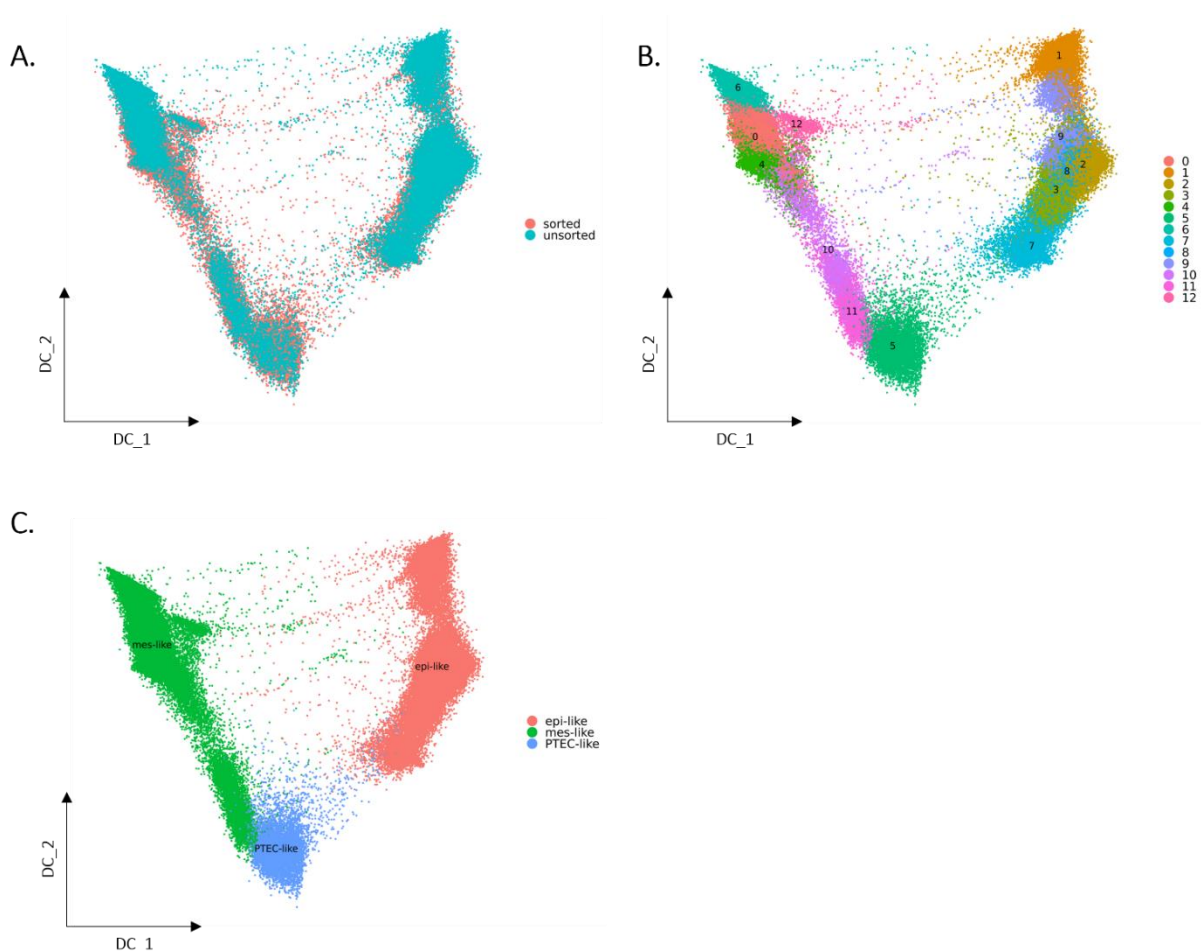 A.
sorted
unsorted
DC_2
DC_1
B.
1
6
12
0
4
9
8
2
3
7
10
11
5
0
1
2
3
4
5
6
7
8
9
10
11
12
DC_2
DC_1
C.
mes-like
epi-like
PTEC-like
epi-like
mes-like
PTEC-like
DC_2
DC_1